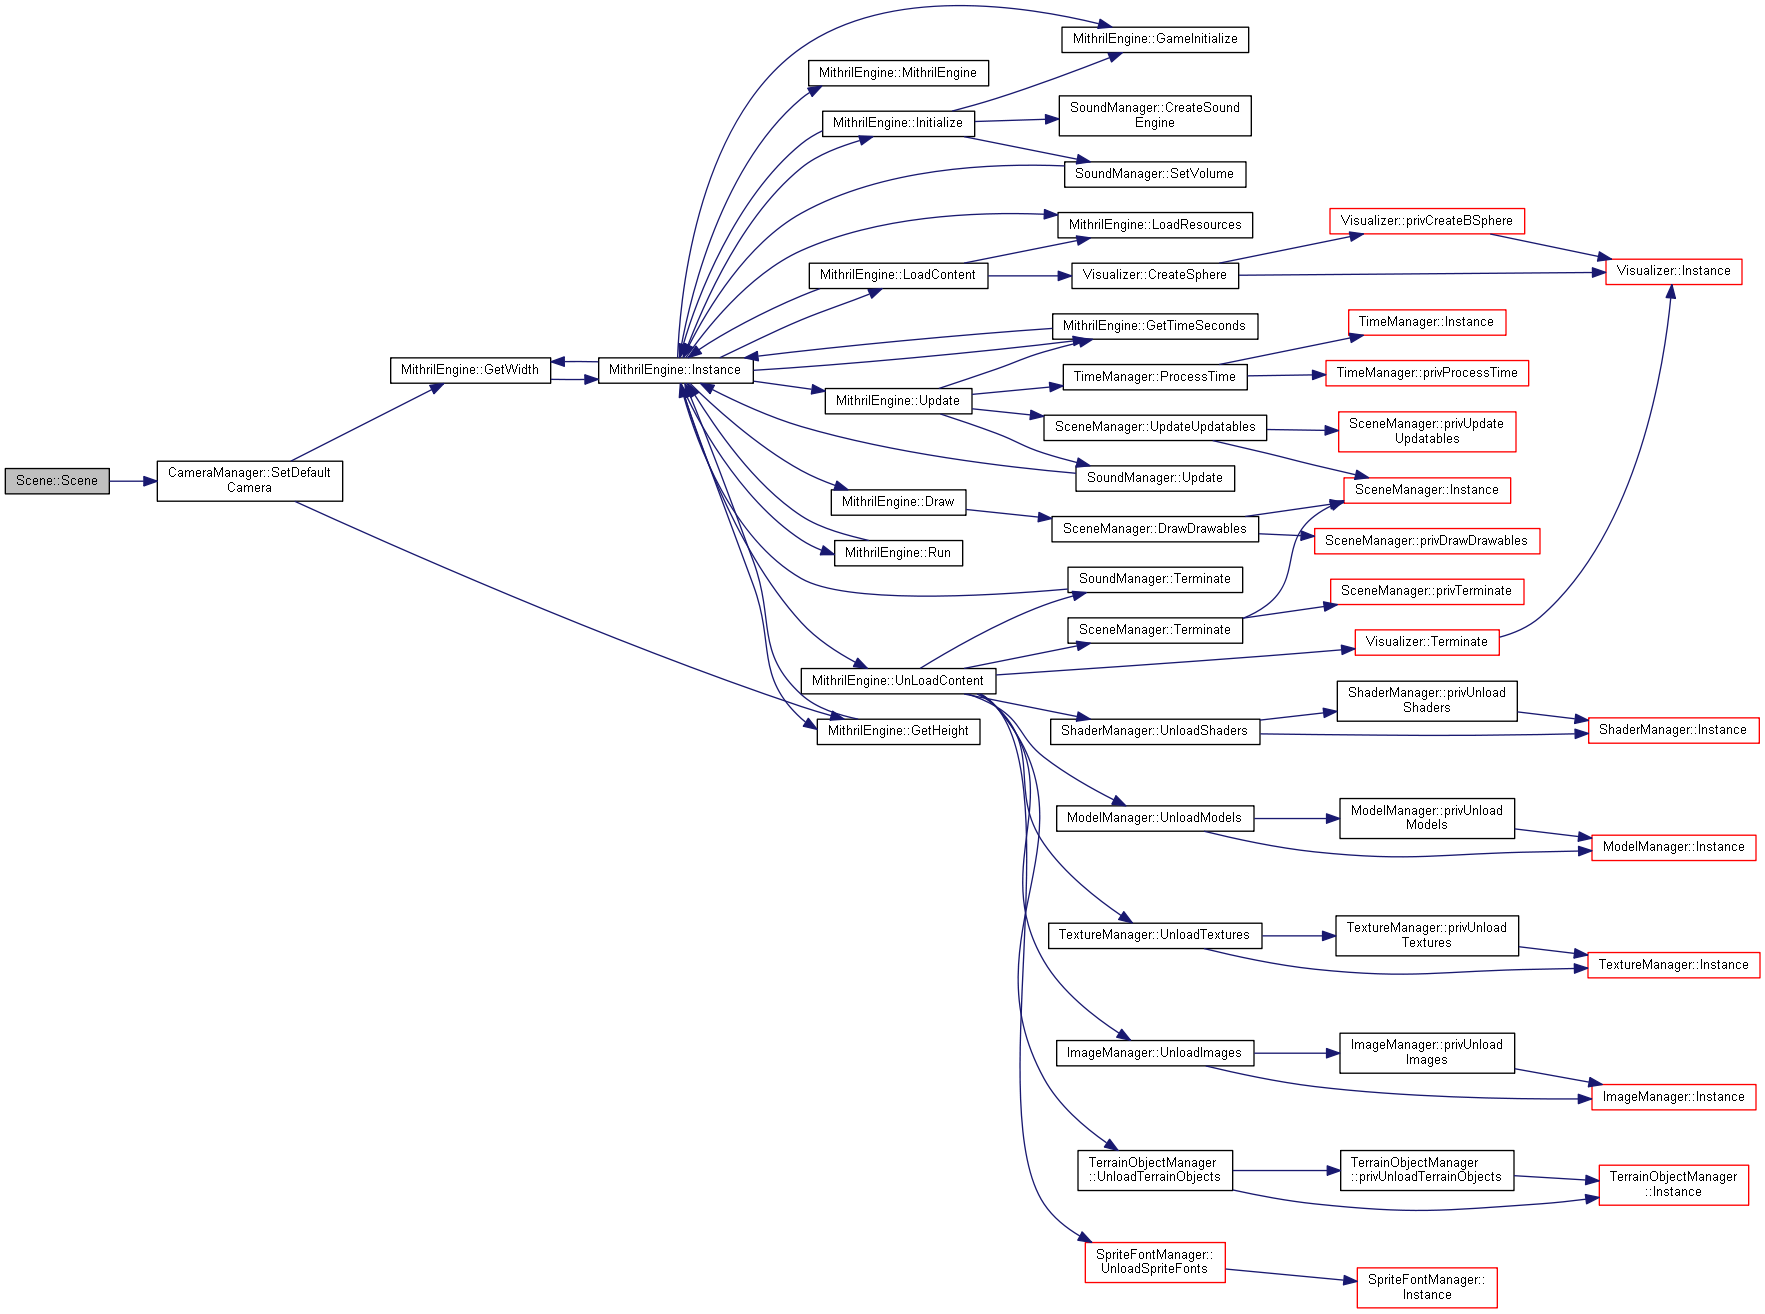 MithrilEngine::GameInitialize
MithrilEngine::MithrilEngine
SoundManager::CreateSound
Engine
MithrilEngine::Initialize
SoundManager::SetVolume
MithrilEngine::LoadResources
Visualizer::privCreateBSphere
MithrilEngine::LoadContent
Visualizer::CreateSphere
Visualizer::Instance
MithrilEngine::GetTimeSeconds
TimeManager::Instance
MithrilEngine::GetWidth
MithrilEngine::Instance
TimeManager::ProcessTime
TimeManager::privProcessTime
MithrilEngine::Update
SceneManager::UpdateUpdatables
SceneManager::privUpdate
Updatables
Scene::Scene
CameraManager::SetDefault
Camera
SoundManager::Update
SceneManager::Instance
MithrilEngine::Draw
SceneManager::DrawDrawables
SceneManager::privDrawDrawables
MithrilEngine::Run
SoundManager::Terminate
SceneManager::privTerminate
SceneManager::Terminate
Visualizer::Terminate
MithrilEngine::UnLoadContent
ShaderManager::privUnload
Shaders
MithrilEngine::GetHeight
ShaderManager::UnloadShaders
ShaderManager::Instance
ModelManager::UnloadModels
ModelManager::privUnload
Models
ModelManager::Instance
TextureManager::UnloadTextures
TextureManager::privUnload
Textures
TextureManager::Instance
ImageManager::UnloadImages
ImageManager::privUnload
Images
ImageManager::Instance
TerrainObjectManager
::UnloadTerrainObjects
TerrainObjectManager
::privUnloadTerrainObjects
TerrainObjectManager
::Instance
SpriteFontManager::
UnloadSpriteFonts
SpriteFontManager::
Instance